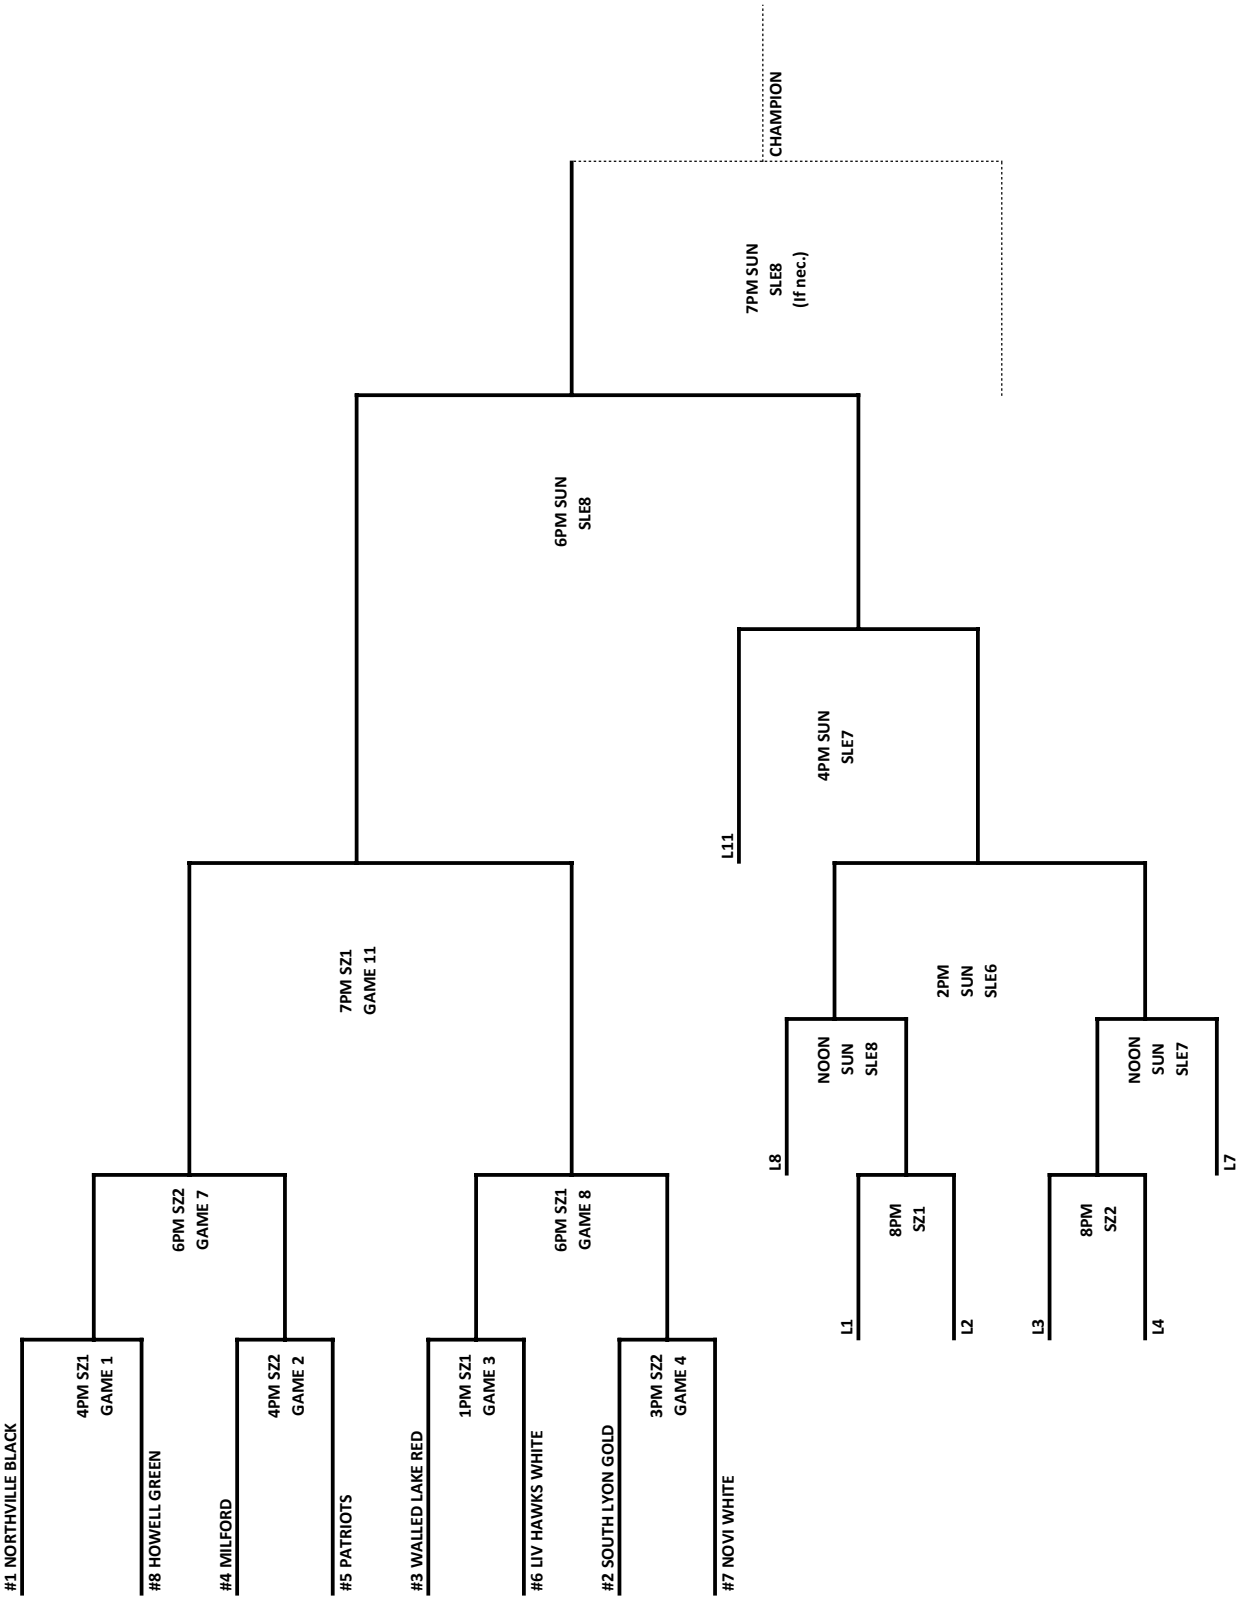 #1 NORTHVILLE BLACK
4PM SZ1
GAME 1
#8 HOWELL GREEN
6PM SZ2
GAME 7
#4 MILFORD
4PM SZ2
GAME 2
#5 PATRIOTS
7PM SZ1
GAME 11
#3 WALLED LAKE RED
1PM SZ1
GAME 3
#6 LIV HAWKS WHITE
6PM SZ1
GAME 8
#2 SOUTH LYON GOLD
3PM SZ2
GAME 4
#7 NOVI WHITE
6PM SUN
SLE8
7PM SUN
SLE8
(If nec.)
CHAMPION
L11
4PM SUN
SLE7
L8
NOON
SUN
SLE8
L1
8PM
SZ1
L2
2PM
SUN
SLE6
L3
8PM
SZ2
L4
NOON
SUN
SLE7
L7